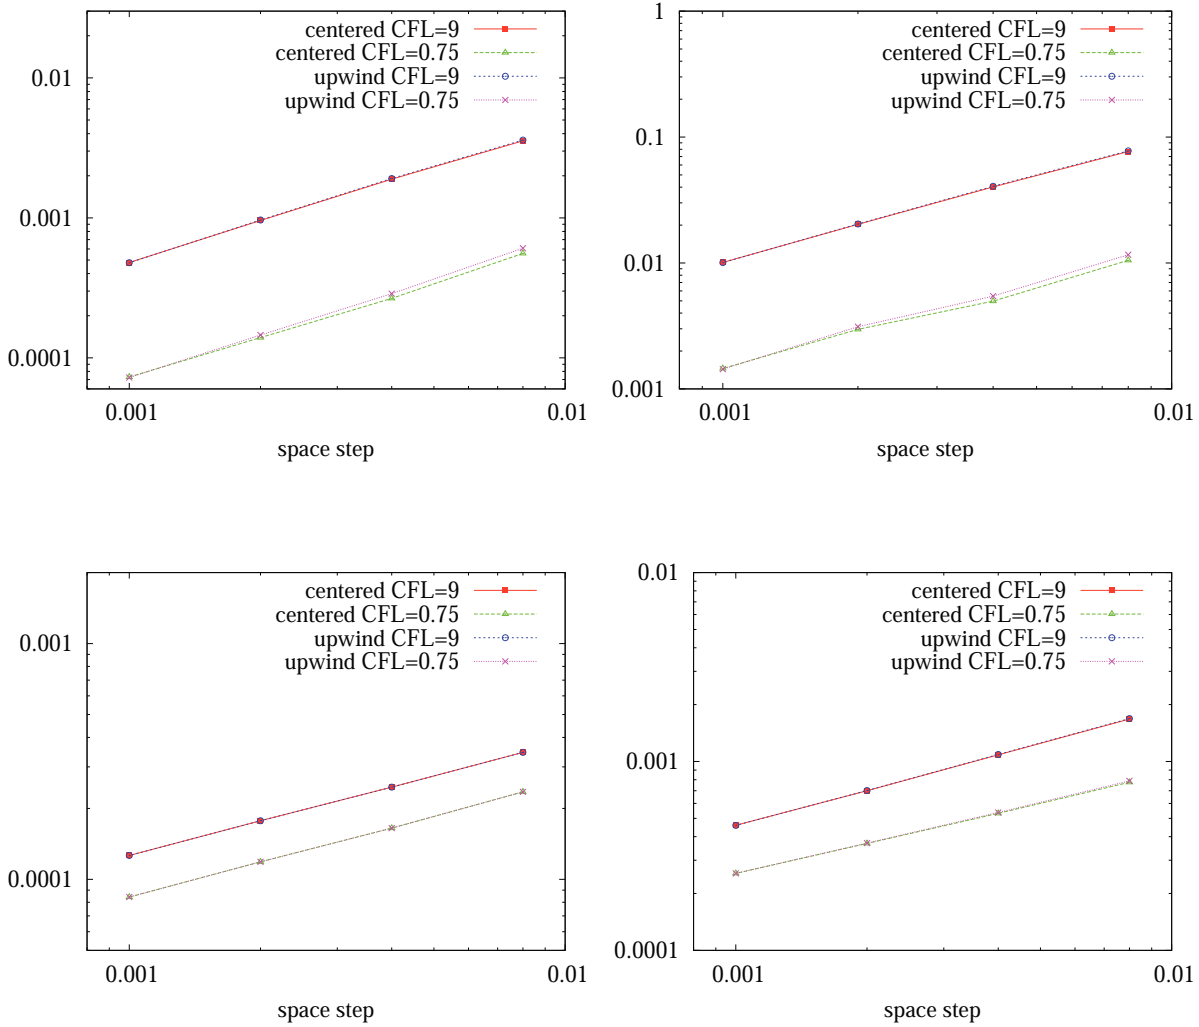 centered CFL=9
centered CFL=0.75
upwind CFL=9
upwind CFL=0.75
0.01
0.001
0.0001
0.001
0.01
space step
1
centered CFL=9
centered CFL=0.75
upwind CFL=9
upwind CFL=0.75
0.1
0.01
0.001
0.001
0.01
space step
centered CFL=9
centered CFL=0.75
upwind CFL=9
upwind CFL=0.75
0.001
0.0001
0.001
0.01
space step
0.01
centered CFL=9
centered CFL=0.75
upwind CFL=9
upwind CFL=0.75
0.001
0.0001
0.001
0.01
space step